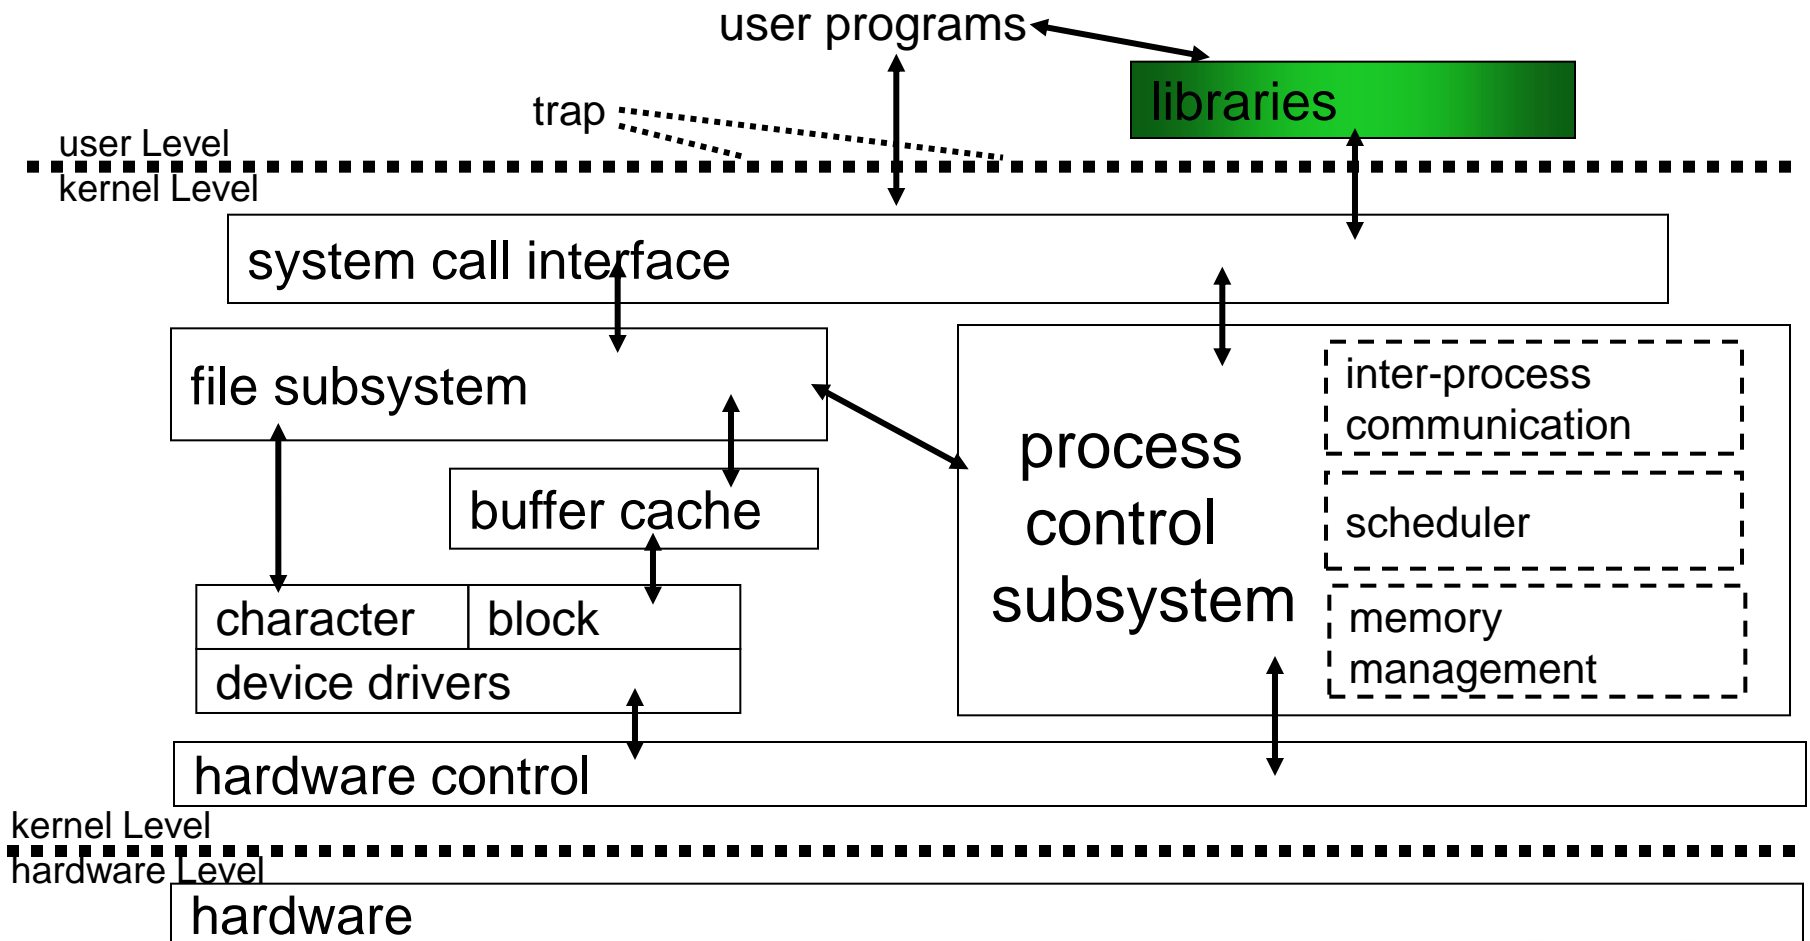 user programs
libraries
trap
user Level
kernel Level
system call interface
file subsystem
inter-process
communication
process
control
subsystem
scheduler
buffer cache
character
block
memory
management
device drivers
hardware control
kernel Level
hardware Level
hardware